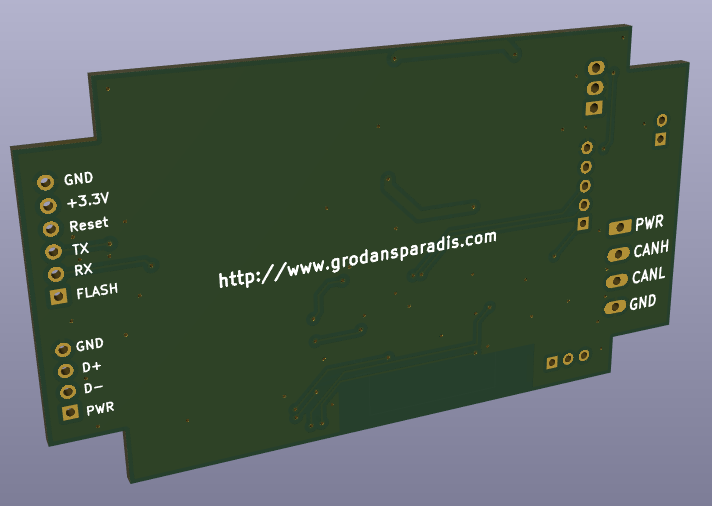 GND
+3.3V
Reset
TX
RX
FLASH
GND
D+
D−
PWR
http://www.grodansparadis.com
PWR
CANH
CANL
GND